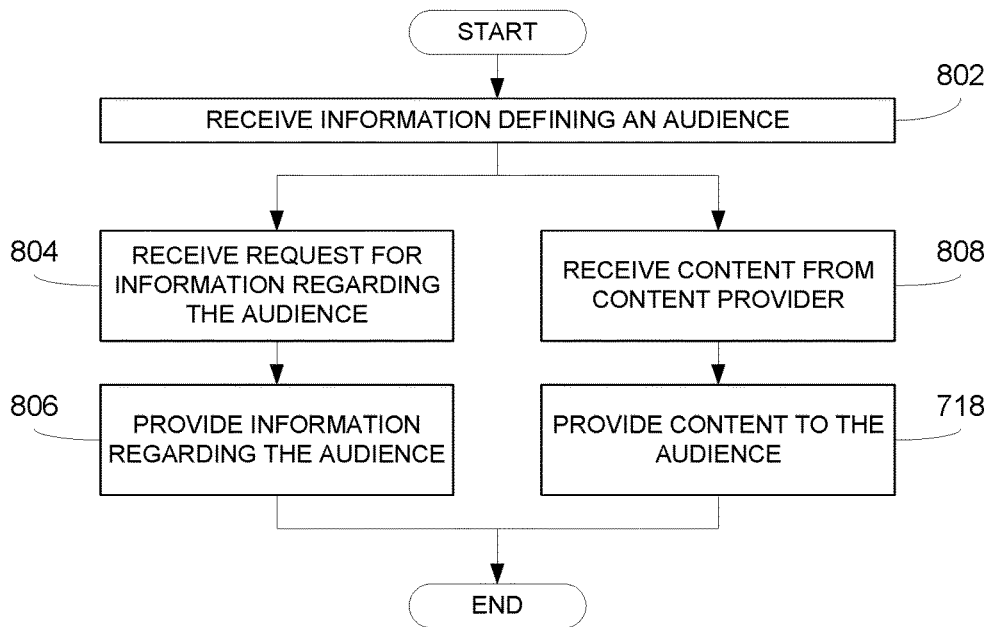 START
802
RECEIVE INFORMATION DEFINING AN AUDIENCE
804
RECEIVE REQUEST FOR
INFORMATION REGARDING
THE AUDIENCE
808
RECEIVE CONTENT FROM
CONTENT PROVIDER
806
PROVIDE INFORMATION
REGARDING THE AUDIENCE
718
PROVIDE CONTENT TO THE
AUDIENCE
END